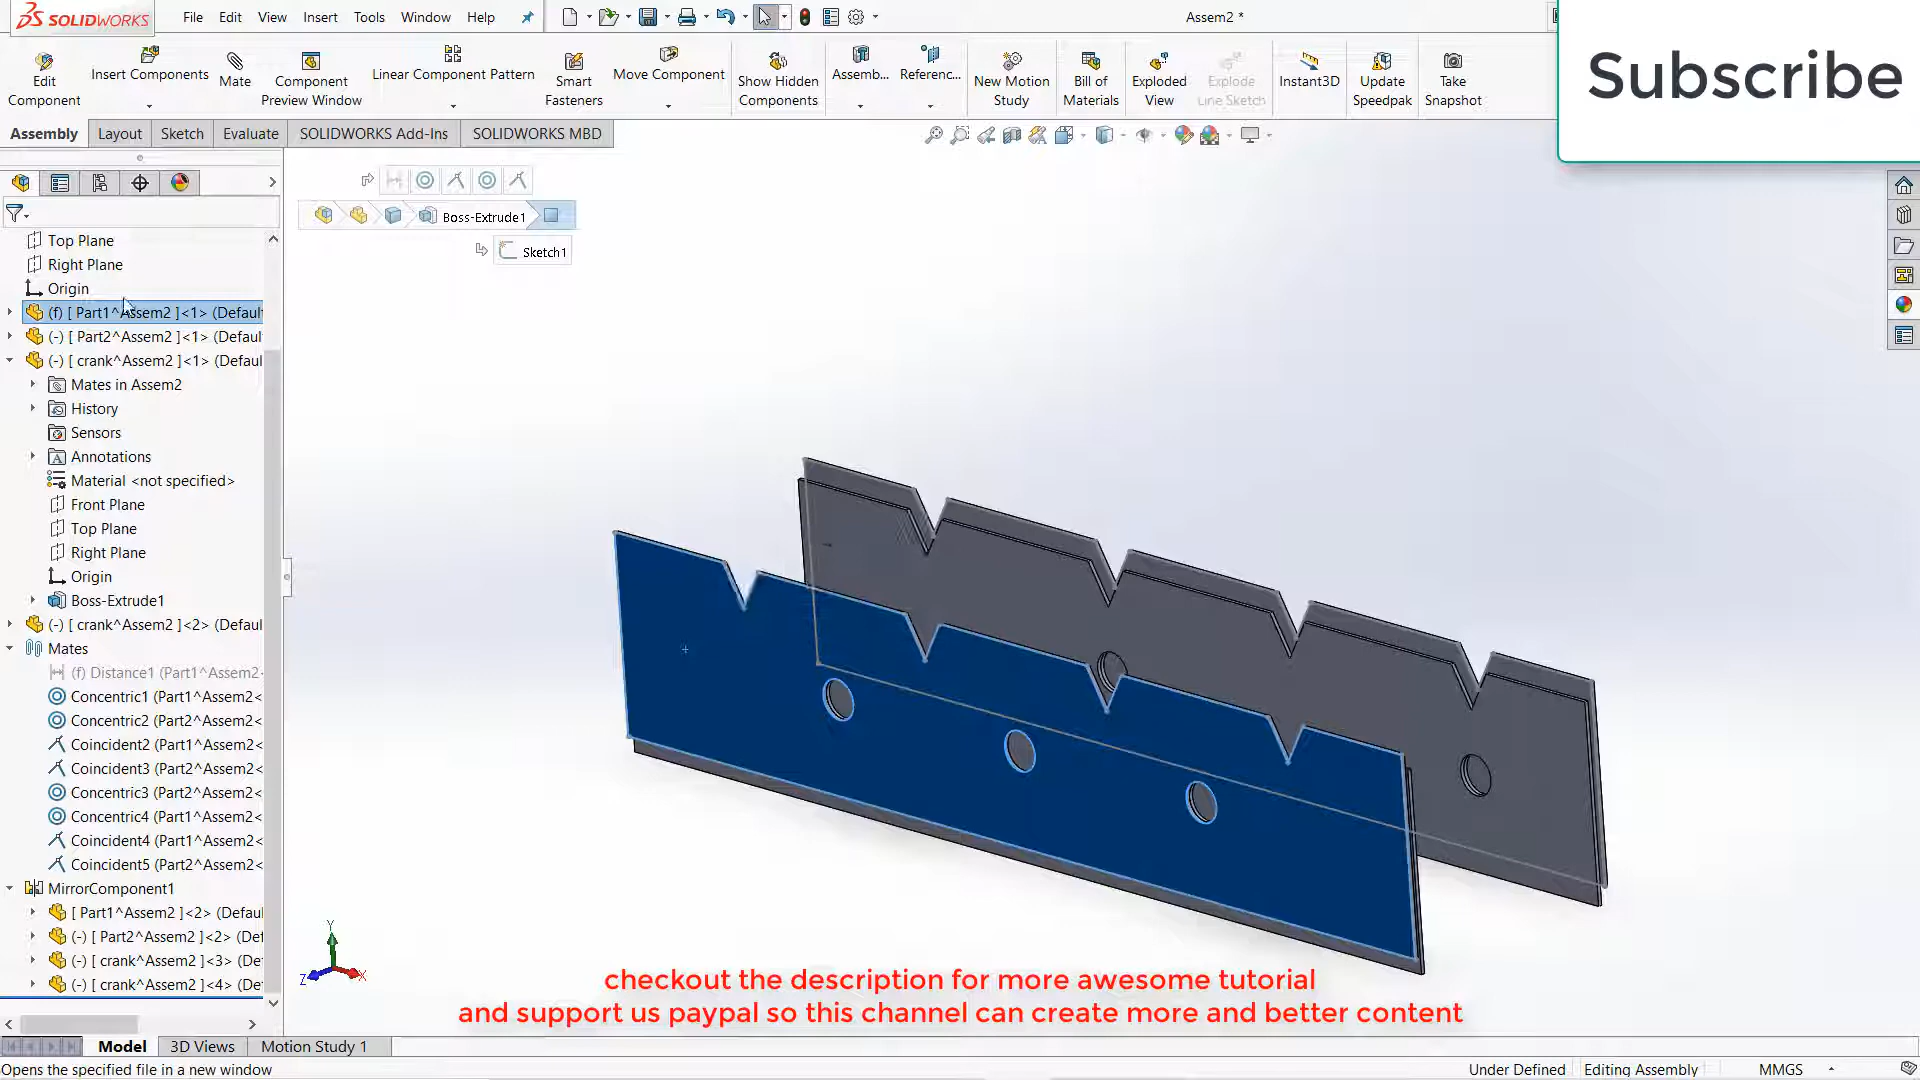 SOLIDWORKS
File Edit View Insert Tools Window Help
Assem2 *
Subscribe
Edit Component
Insert Components
Mate
Component Preview Window
Linear Component Pattern
Smart Fasteners
Move Component
Show Hidden Components
Assemb...
Referenc...
New Motion Study
Bill of Materials
Exploded View
Explode Line Sketch
Instant3D
Update Speedpak
Take Snapshot
Assembly Layout Sketch Evaluate SOLIDWORKS Add-Ins SOLIDWORKS MBD
Boss-Extrude1
Sketch1
Top Plane
Right Plane
Origin
(f) [ Part1^Assem2 ]<1> (Defaul
(-) [ Part2^Assem2 ]<1> (Defaul
(-) [ crank^Assem2 ]<1> (Defaul
Mates in Assem2
History
Sensors
Annotations
Material <not specified>
Front Plane
Top Plane
Right Plane
Origin
Boss-Extrude1
(-) [ crank^Assem2 ]<2> (Defaul
Mates
(f) Distance1 (Part1^Assem2<
Concentric1 (Part1^Assem2<
Concentric2 (Part2^Assem2<
Coincident2 (Part1^Assem2<
Coincident3 (Part2^Assem2<
Concentric3 (Part2^Assem2<
Concentric4 (Part1^Assem2<
Coincident4 (Part1^Assem2<
Coincident5 (Part2^Assem2<
MirrorComponent1
[ Part1^Assem2 ]<2> (Defaul
(-) [ Part2^Assem2 ]<2> (Def
(-) [ crank^Assem2 ]<3> (Def
(-) [ crank^Assem2 ]<4> (De
Y
Z X
checkout the description for more awesome tutorial
and support us paypal so this channel can create more and better content
Model 3D Views Motion Study 1
Opens the specified file in a new window
Under Defined Editing Assembly MMGS